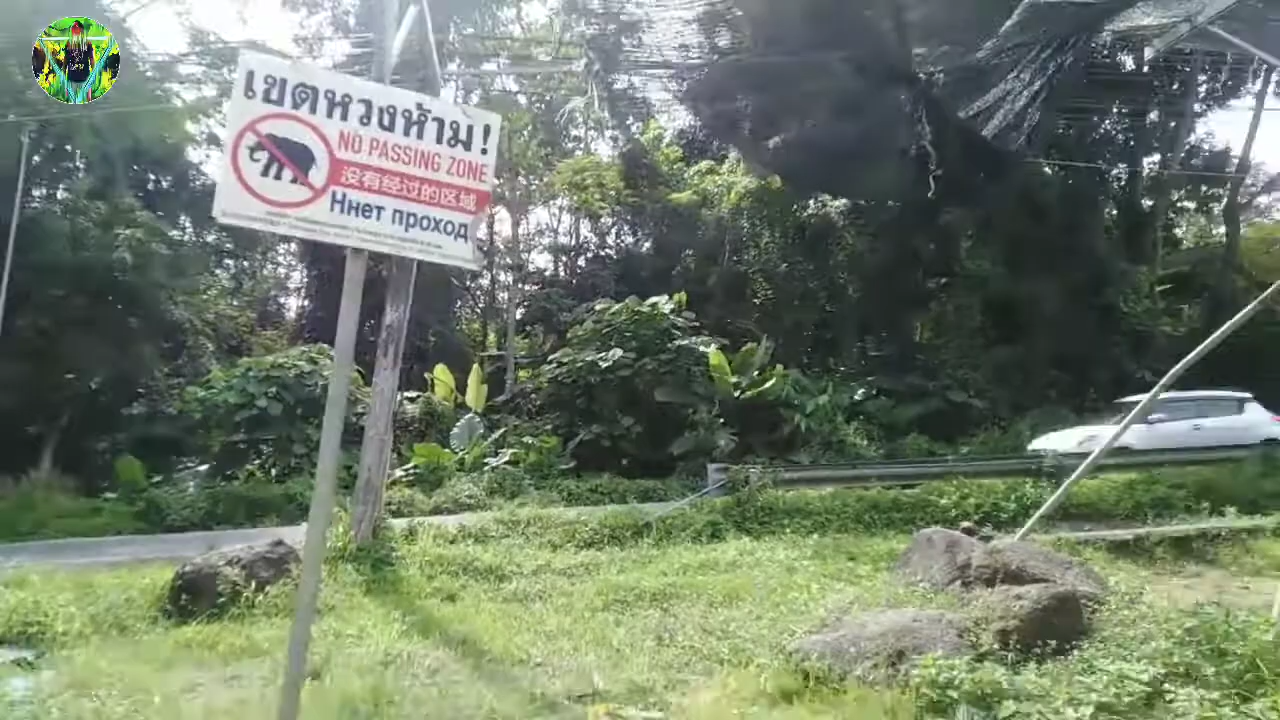 เขตหวงห้าม!
NO PASSING ZONE
没有经过的区域
Ннет проход